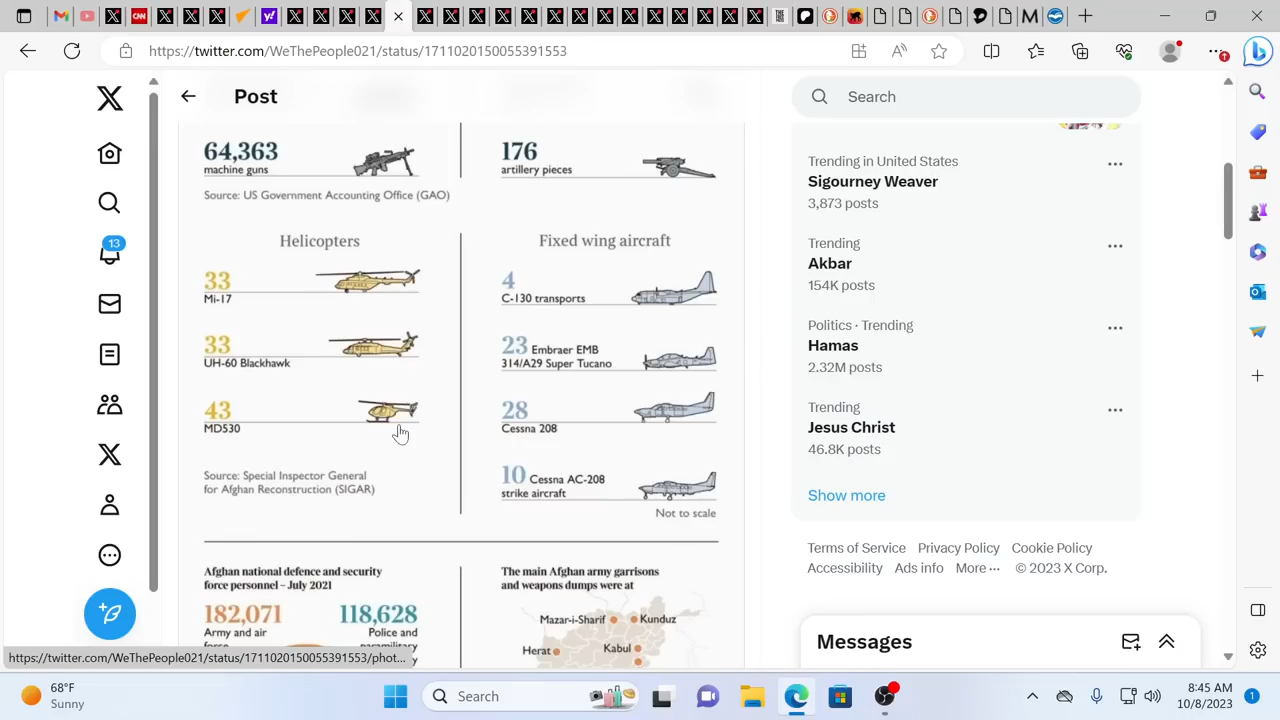 https://twitter.com/WeThePeople021/status/1711020150055391553
Post
Search
64,363
machine guns
176
artillery pieces
Source: US Government Accounting Office (GAO)
Helicopters
Fixed wing aircraft
33
Mi-17
4
C-130 transports
33
UH-60 Blackhawk
23 Embraer EMB
314/A29 Super Tucano
43
MD530
28
Cessna 208
Source: Special Inspector General
for Afghan Reconstruction (SIGAR)
10 Cessna AC-208
strike aircraft
Not to scale
Afghan national defence and security
force personnel – July 2021
The main Afghan army garrisons
and weapons dumps were at
182,071
Army and air
118,628
Police and
Mazar-i-Sharif
Kunduz
Herat
Kabul
13
Trending in United States
Sigourney Weaver
3,873 posts
Trending
Akbar
154K posts
Politics · Trending
Hamas
2.32M posts
Trending
Jesus Christ
46.8K posts
Show more
Terms of Service Privacy Policy Cookie Policy
Accessibility Ads info More ··· © 2023 X Corp.
Messages
https://twitter.com/WeThePeople021/status/1711020150055391553/phot...
68°F
Sunny
Search
8:45 AM
10/8/2023
1